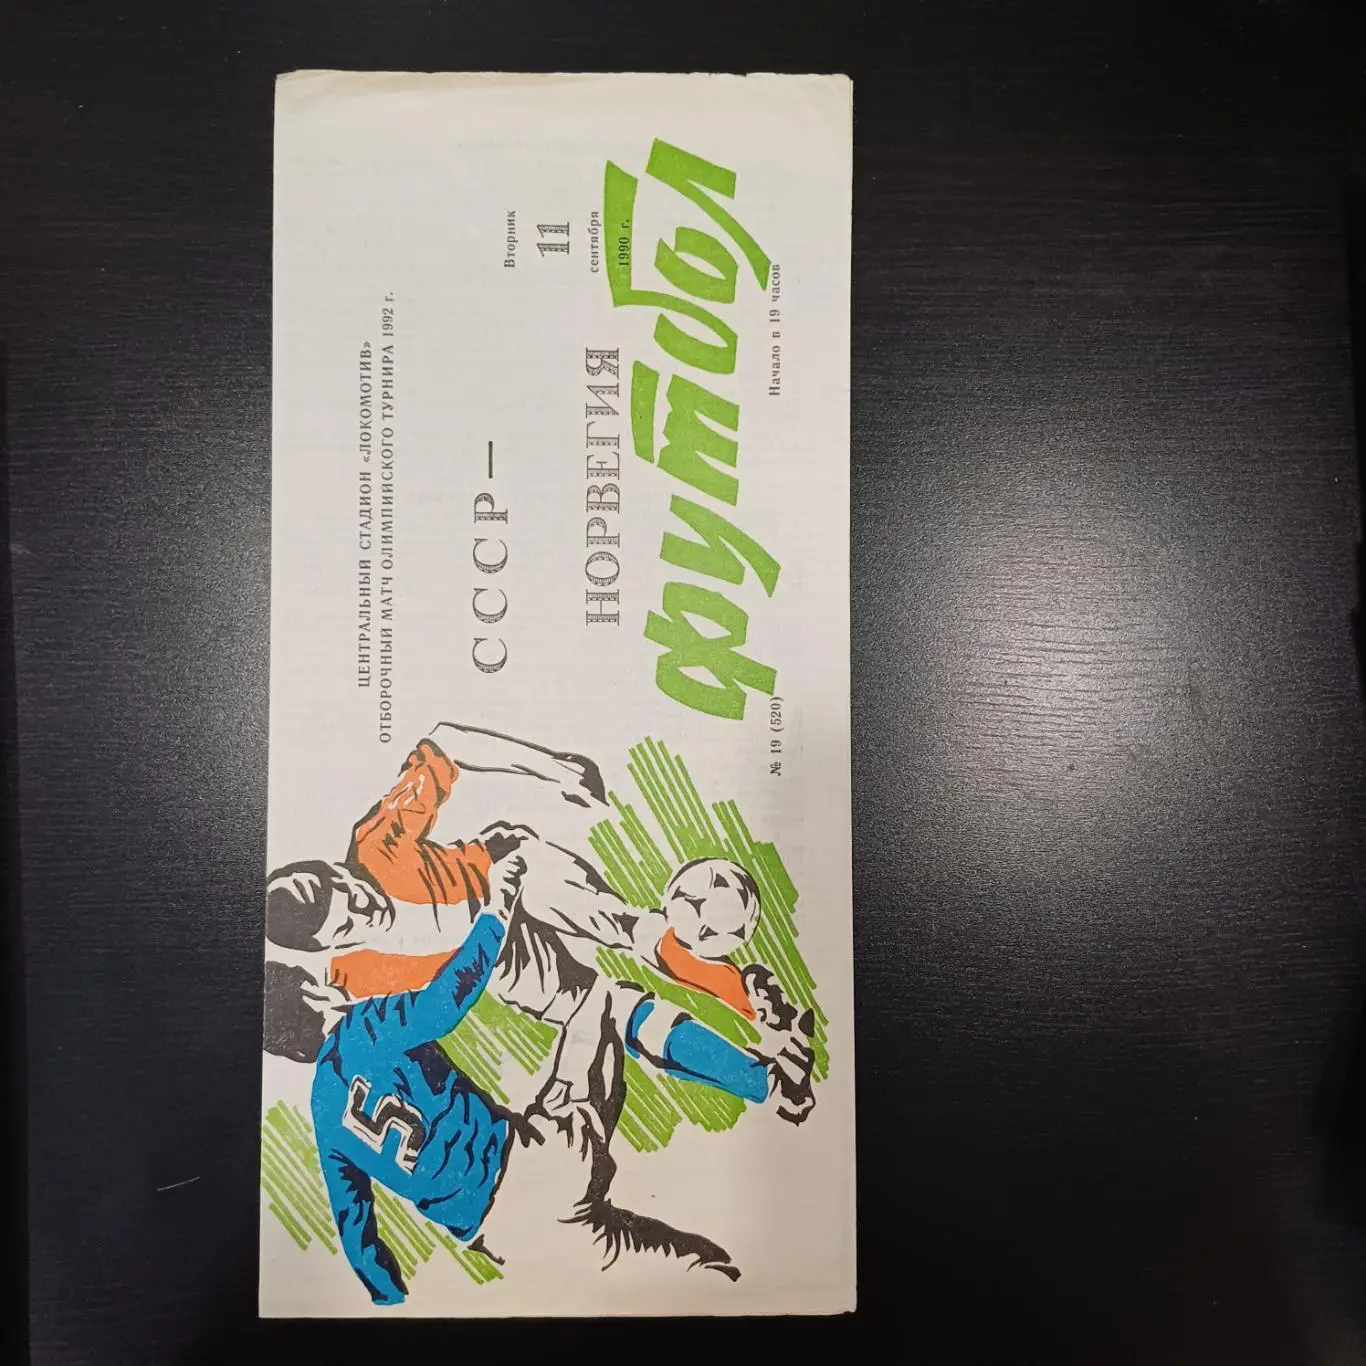 ЦЕНТРАЛЬНЫЙ СТАДИОН «ЛОКОМОТИВ»
ОТБОРОЧНЫЙ МАТЧ ОЛИМПИЙСКОГО ТУРНИРА 1992 г.
СССР —
НОРВЕГИЯ
Вторник
11
сентября
1990 г.
футбол
№ 19 (520)
Начало в 19 часов
5